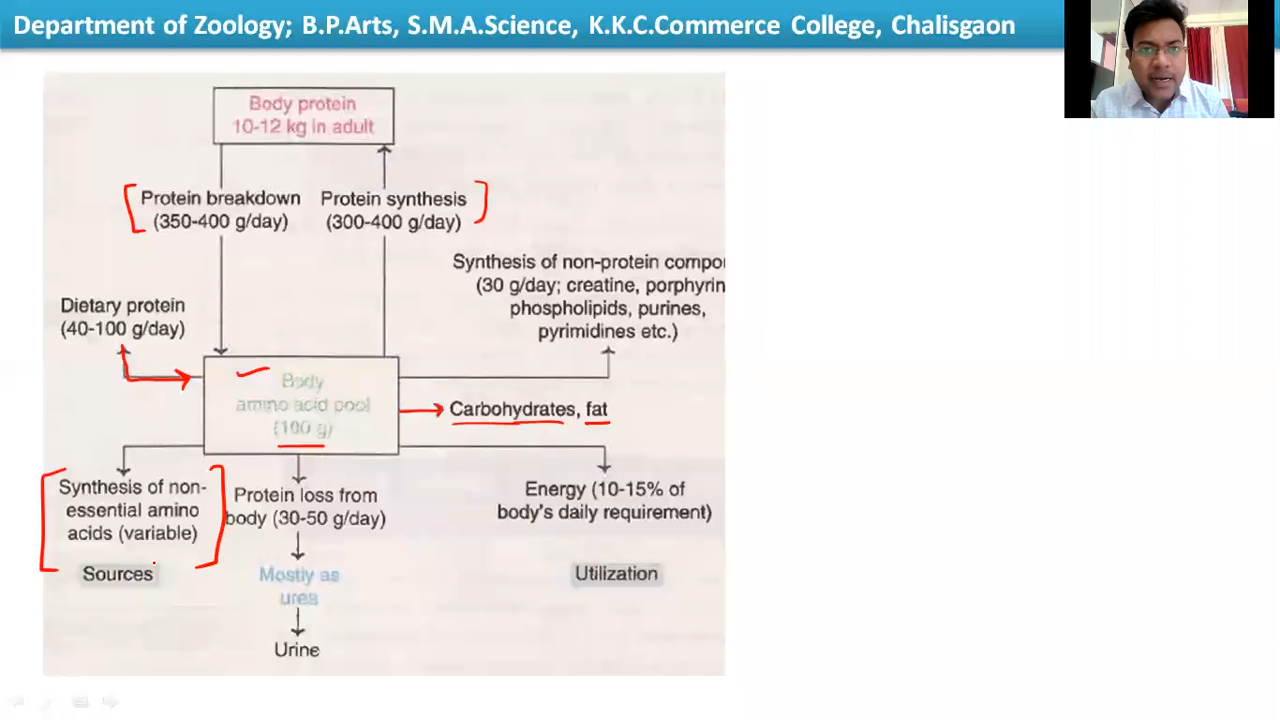 Department of Zoology; B.P.Arts, S.M.A.Science, K.K.C.Commerce College, Chalisgaon
Body protein
10-12 kg in adult
Protein breakdown
(350-400 g/day)
Protein synthesis
(300-400 g/day)
Synthesis of non-protein compo
(30 g/day; creatine, porphyrin
phospholipids, purines,
pyrimidines etc.)
Dietary protein
(40-100 g/day)
Body
amino acid pool
(100 g)
Carbohydrates, fat
Synthesis of non-
essential amino
acids (variable)
Protein loss from
body (30-50 g/day)
Energy (10-15% of
body's daily requirement)
Sources
Mostly as
urea
Utilization
Urine